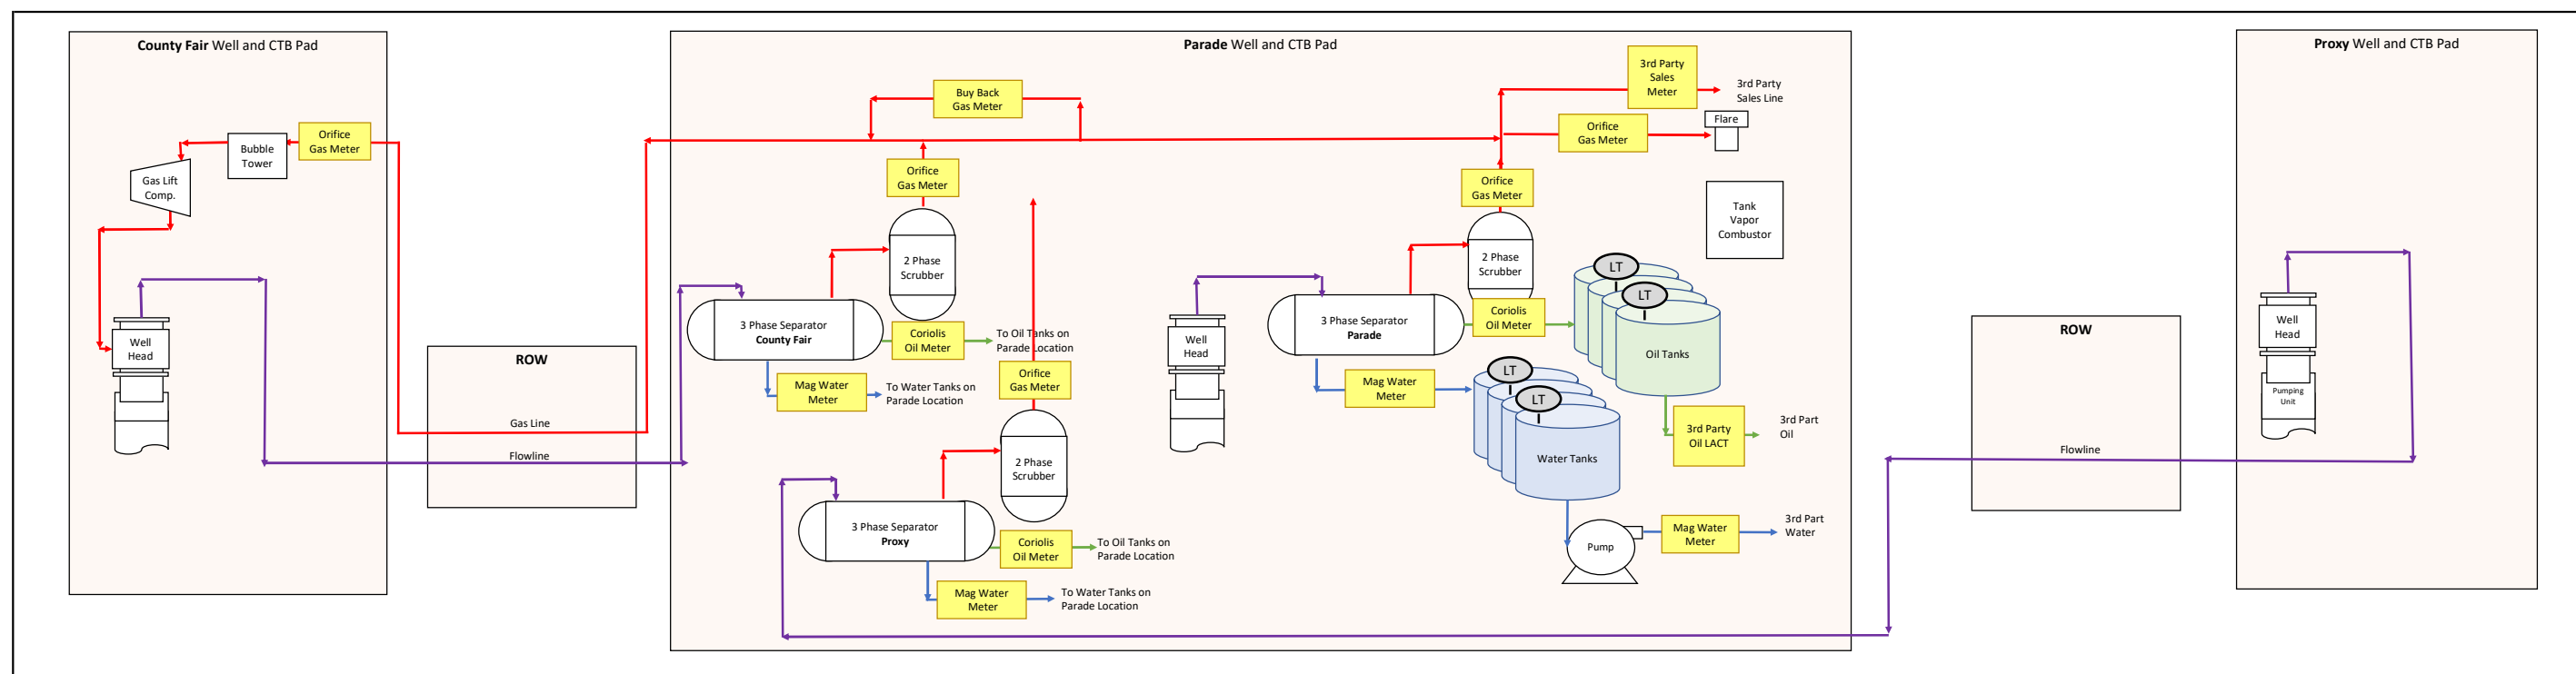 County Fair Well and CTB Pad
Orifice
Gas Meter
Bubble
Tower
Gas Lift
Comp.
Well
Head
ROW
Gas Line
Flowline
Parade Well and CTB Pad
Buy Back
Gas Meter
Orifice
Gas Meter
2 Phase
Scrubber
3 Phase Separator
County Fair
Coriolis
Oil Meter
To Oil Tanks on
Parade Location
Mag Water
Meter
To Water Tanks on
Parade Location
Orifice
Gas Meter
2 Phase
Scrubber
3 Phase Separator
Proxy
Coriolis
Oil Meter
To Oil Tanks on
Parade Location
Mag Water
Meter
To Water Tanks on
Parade Location
Well
Head
3 Phase Separator
Parade
Orifice
Gas Meter
2 Phase
Scrubber
Coriolis
Oil Meter
Mag Water
Meter
3rd Party
Sales
Meter
3rd Party
Sales Line
Orifice
Gas Meter
Flare
Tank
Vapor
Combustor
LT
LT
Oil Tanks
LT
LT
Water Tanks
3rd Party
Oil LACT
3rd Part
Oil
Pump
Mag Water
Meter
3rd Part
Water
ROW
Flowline
Proxy Well and CTB Pad
Well
Head
Pumping
Unit